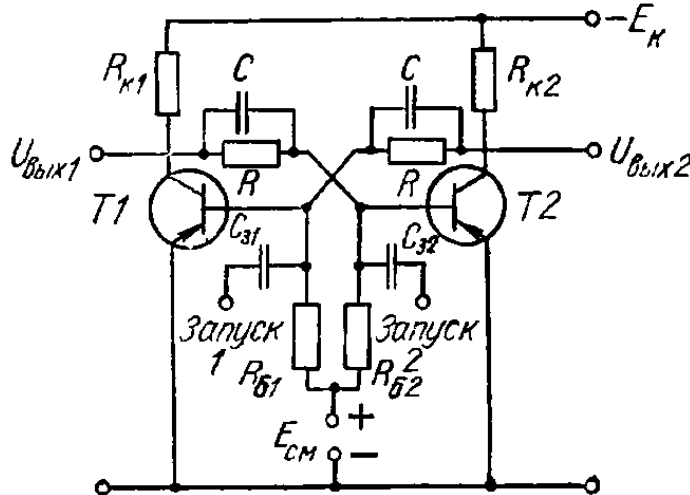 −Eк
Rк1
C
C
Rк2
Uвых1
R
R
Uвых2
T1
T2
Cз1
Cз2
Запуск
1
Запуск
2
Rб1
Rб2
+
Eсм
−